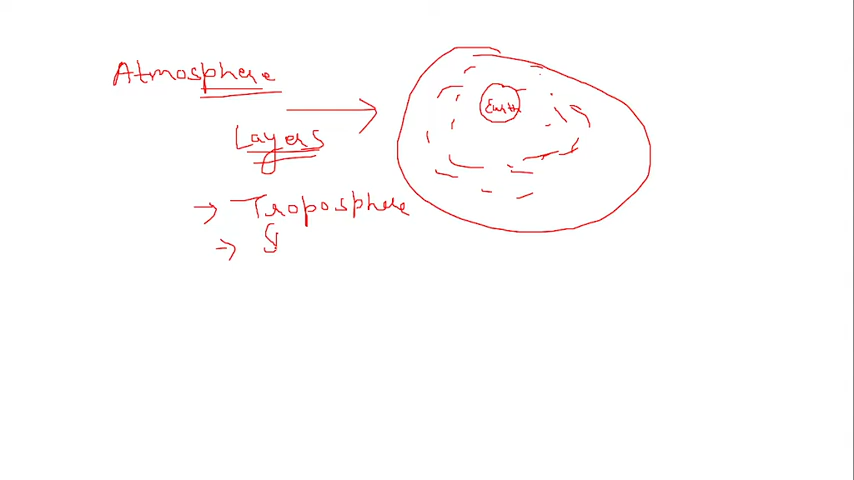 Atmosphere
Layers
→ Troposphere
→ S
Earth